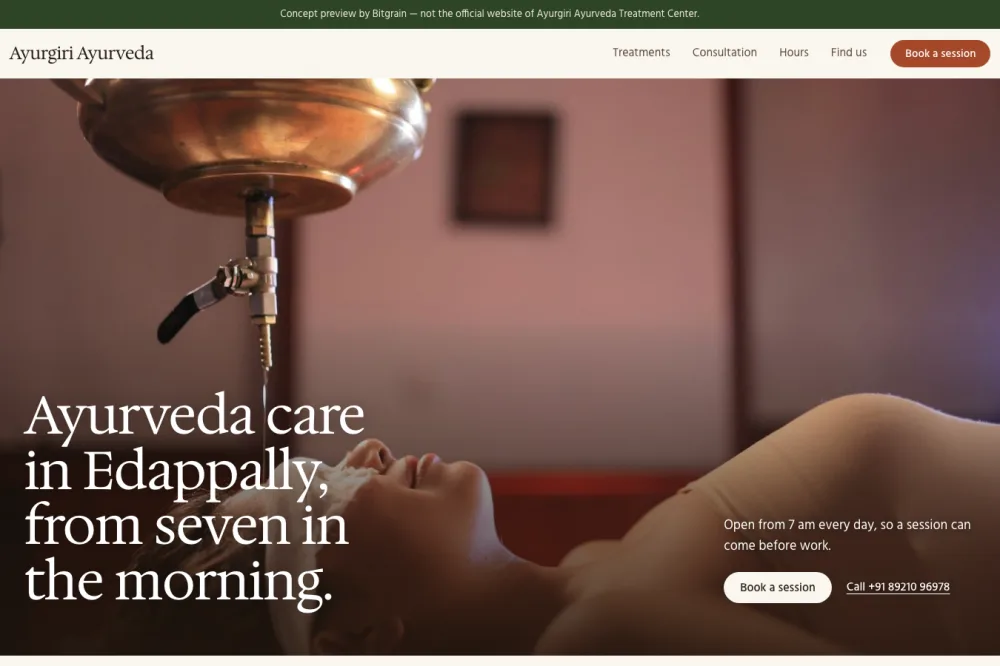 Concept preview by Bitgrain — not the official website of Ayurgiri Ayurveda Treatment Center.
Ayurgiri Ayurveda
Treatments
Consultation
Hours
Find us
Book a session
Ayurveda care
in Edappally,
from seven in
the morning.
Open from 7 am every day, so a session can
come before work.
Book a session
Call +91 89210 96978